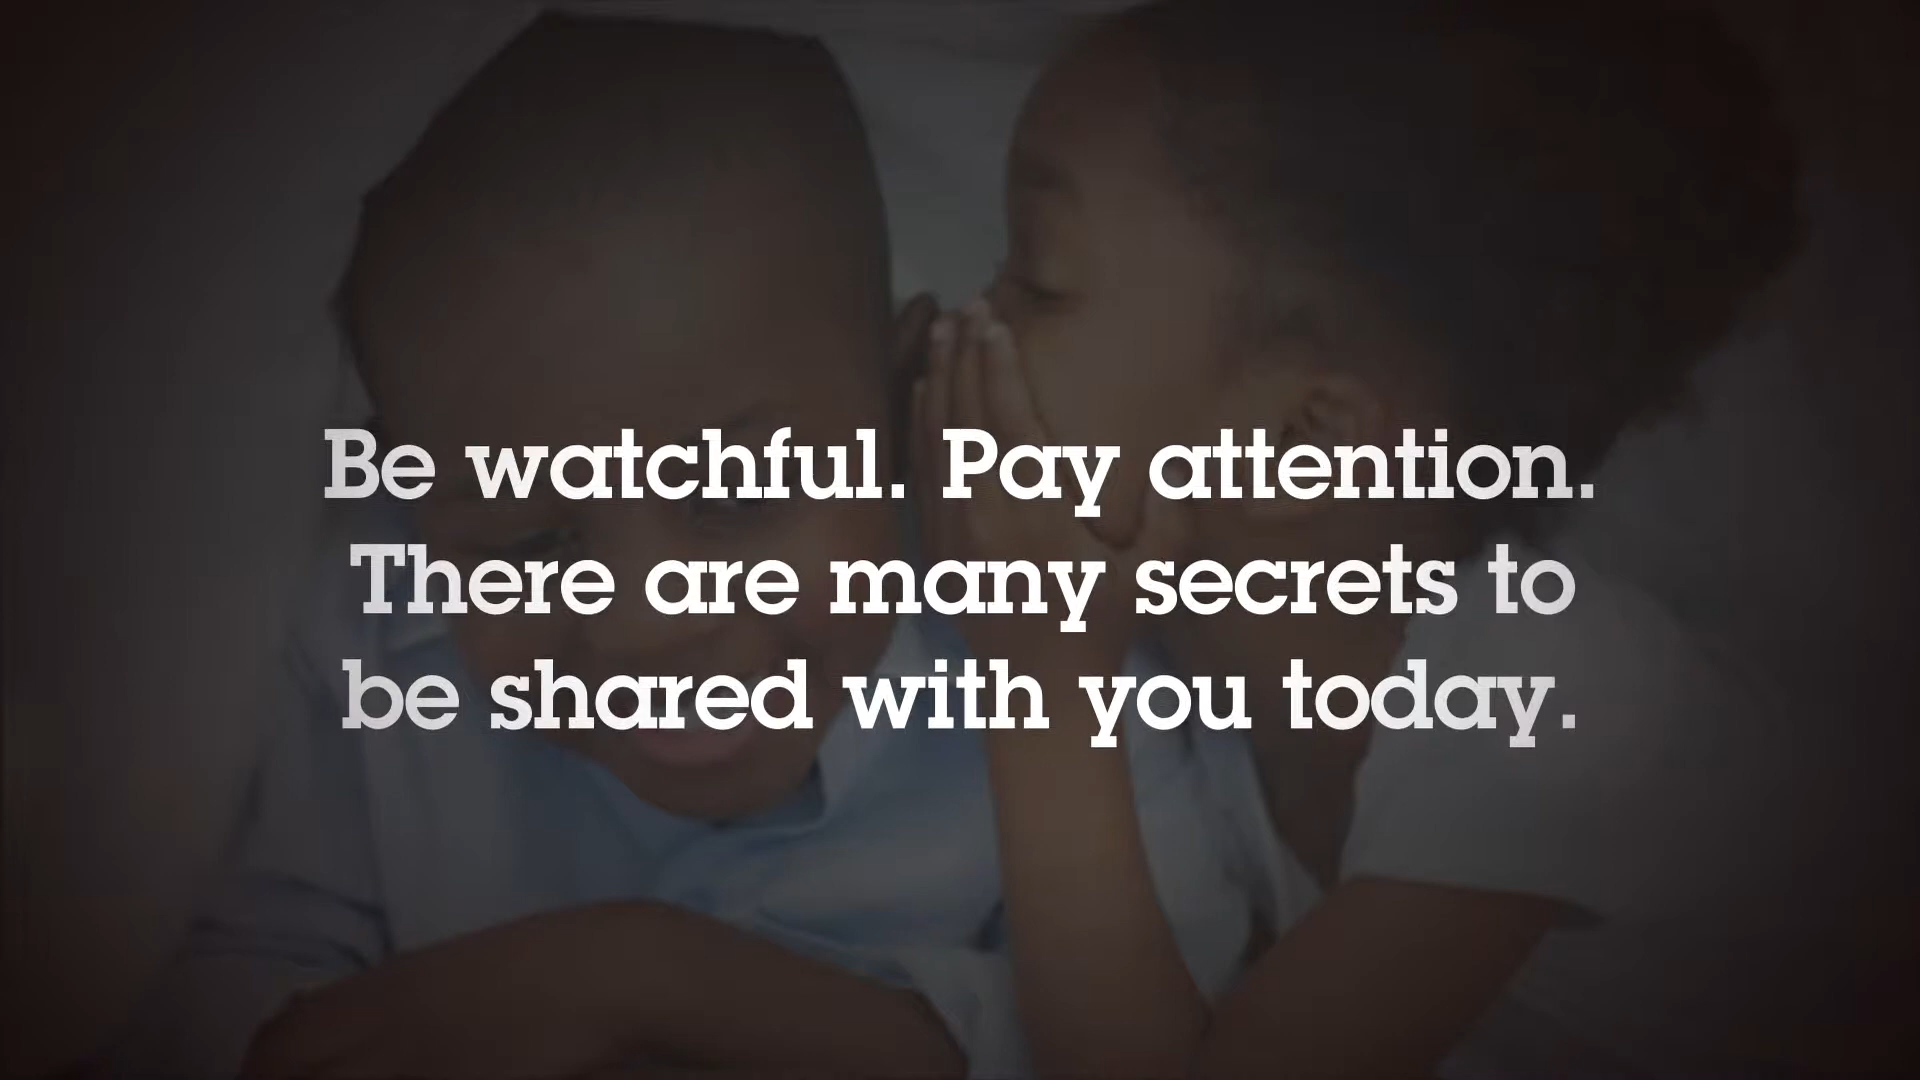 Be watchful. Pay attention.
There are many secrets to
be shared with you today.